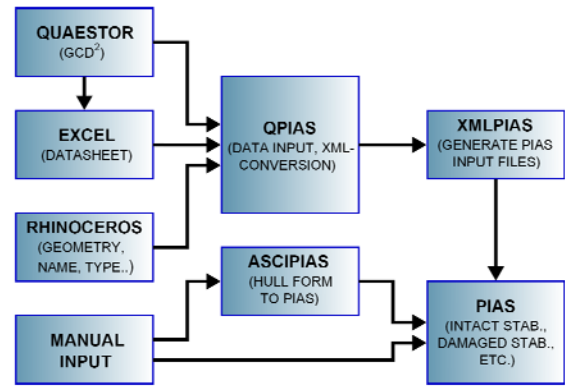 QUAESTOR
(GCD²)
EXCEL
(DATASHEET)
RHINOCEROS
(GEOMETRY,
NAME, TYPE..)
MANUAL
INPUT
QPIAS
(DATA INPUT, XML-
CONVERSION)
ASCIPIAS
(HULL FORM
TO PIAS)
XMLPIAS
(GENERATE PIAS
INPUT FILES)
PIAS
(INTACT STAB.,
DAMAGED STAB.,
ETC.)